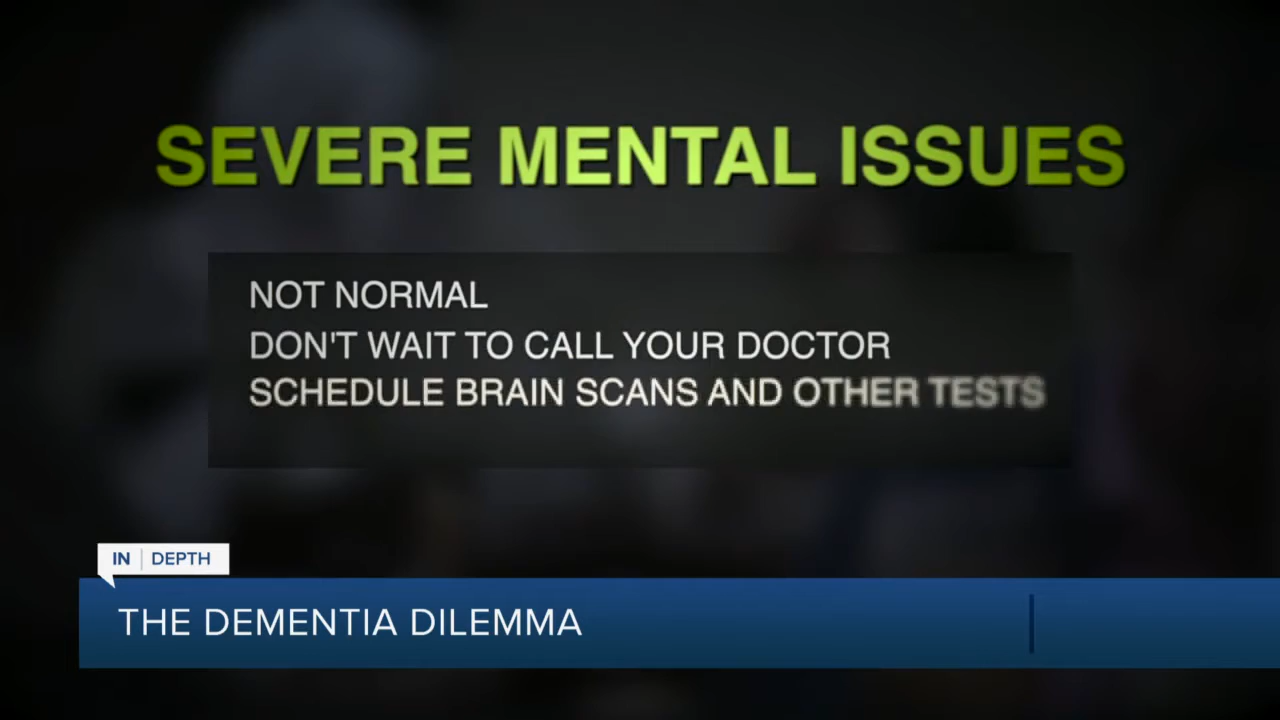 SEVERE MENTAL ISSUES
NOT NORMAL
DON'T WAIT TO CALL YOUR DOCTOR
SCHEDULE BRAIN SCANS AND OTHER TESTS
IN | DEPTH
THE DEMENTIA DILEMMA